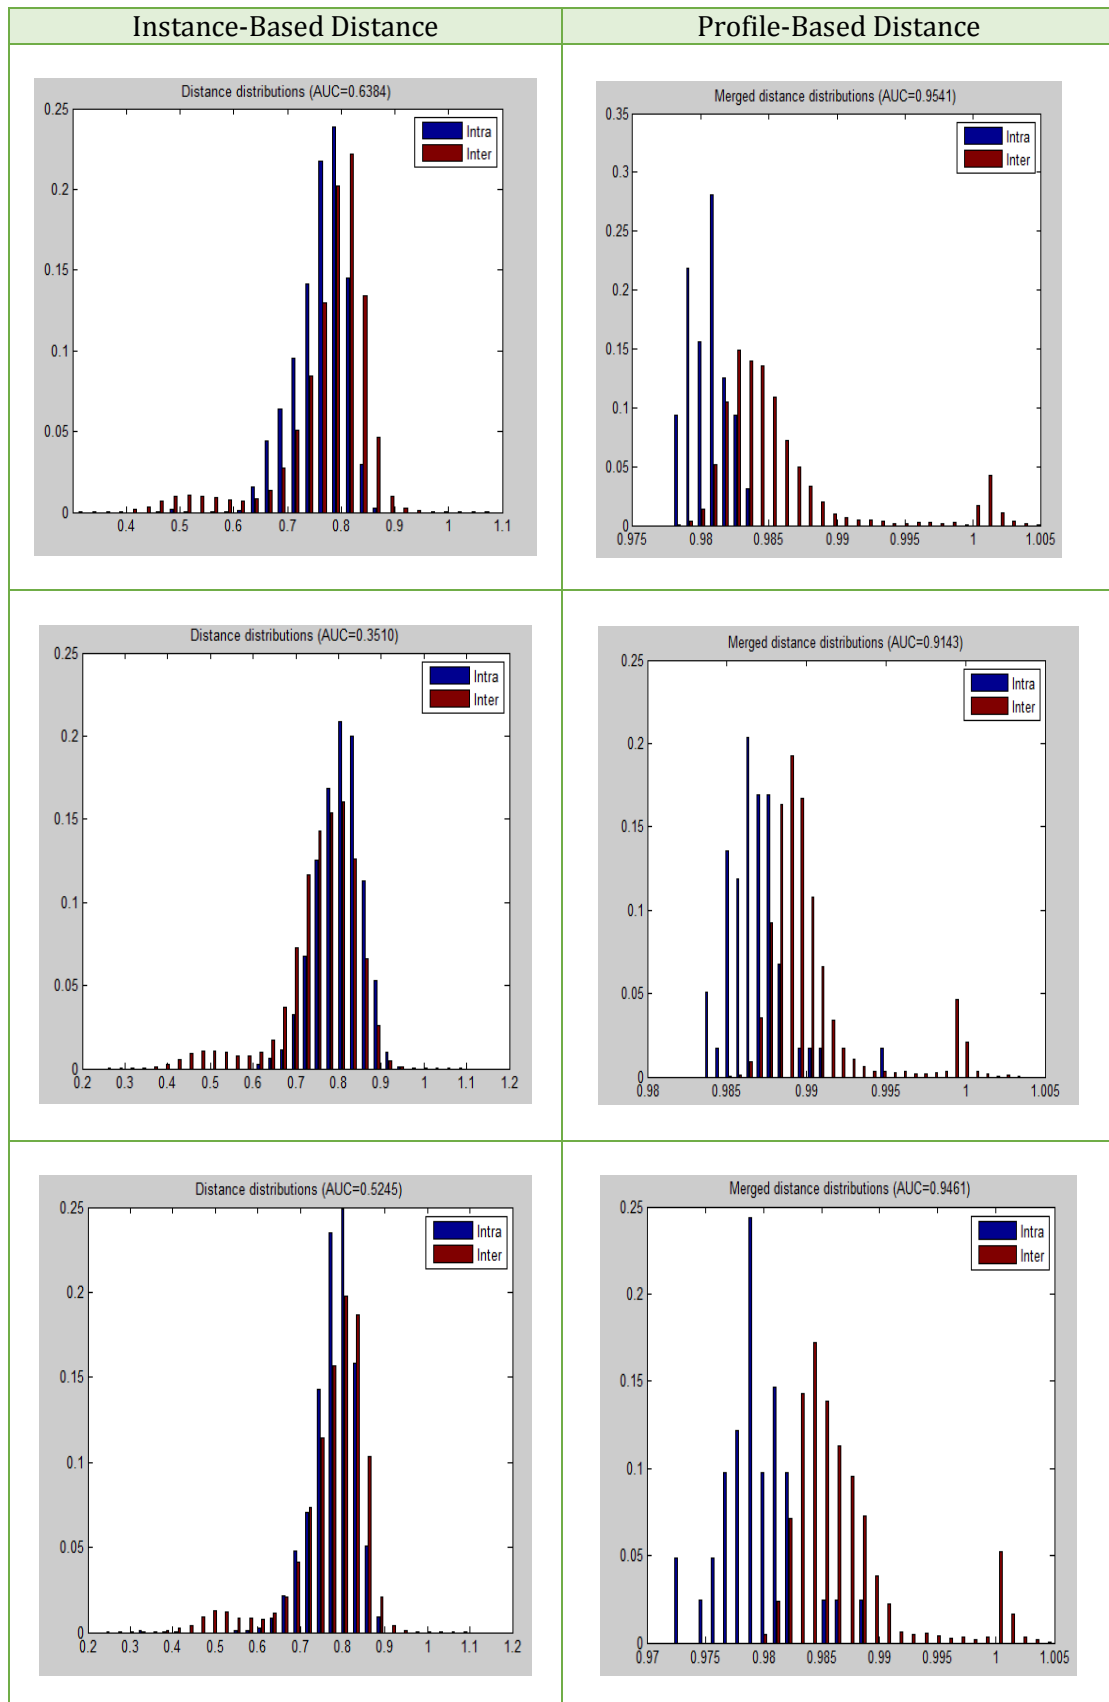 Instance-Based Distance
Profile-Based Distance
Distance distributions (AUC=0.6384)
0.25
0.2
0.15
0.1
0.05
0
0.4 0.5 0.6 0.7 0.8 0.9 1 1.1
Intra
Inter
Merged distance distributions (AUC=0.9541)
0.35
0.3
0.25
0.2
0.15
0.1
0.05
0
0.975 0.98 0.985 0.99 0.995 1 1.005
Intra
Inter
Distance distributions (AUC=0.3510)
0.25
0.2
0.15
0.1
0.05
0
0.2 0.3 0.4 0.5 0.6 0.7 0.8 0.9 1 1.1 1.2
Intra
Inter
Merged distance distributions (AUC=0.9143)
0.25
0.2
0.15
0.1
0.05
0
0.98 0.985 0.99 0.995 1 1.005
Intra
Inter
Distance distributions (AUC=0.5245)
0.25
0.2
0.15
0.1
0.05
0
0.2 0.3 0.4 0.5 0.6 0.7 0.8 0.9 1 1.1 1.2
Intra
Inter
Merged distance distributions (AUC=0.9461)
0.25
0.2
0.15
0.1
0.05
0
0.97 0.975 0.98 0.985 0.99 0.995 1 1.005
Intra
Inter